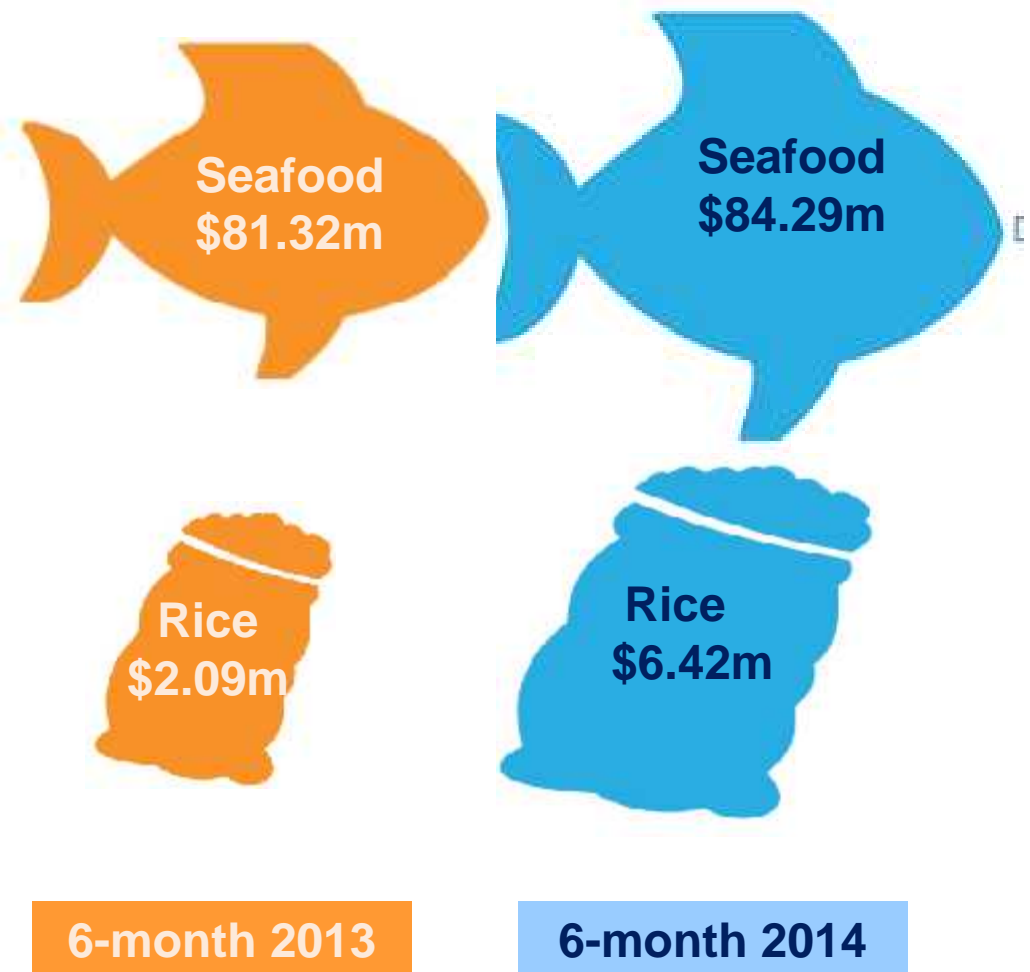 Seafood
$81.32m
Seafood
$84.29m
Rice
$2.09m
Rice
$6.42m
6-month 2013
6-month 2014